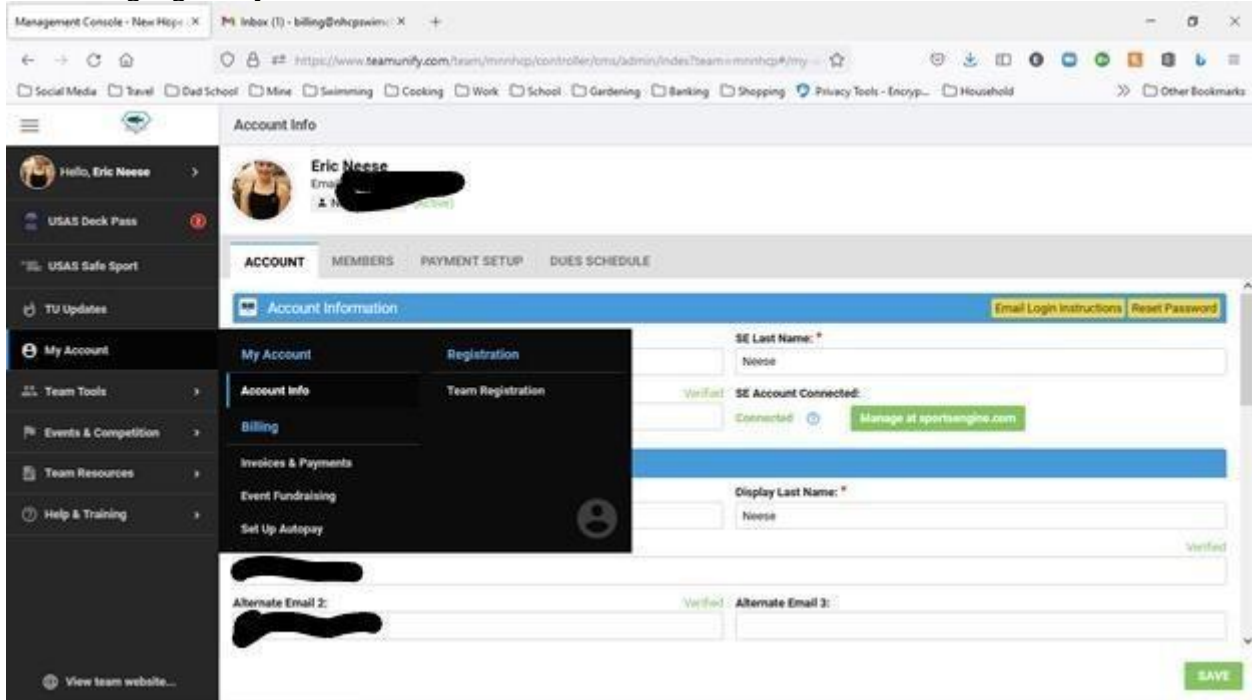 Management Console - New Hope
Inbox (1) - billing@nhcpswim
https://www.teamunify.com/team/mnnhcp/controller/cms/admin/index?team=mnnhcp#/my
Social Media Travel Dad School Mine Swimming Cooking Work School Gardening Banking Shopping Privacy Tools - Encryp... Household Other Bookmarks
Account Info
Hello, Eric Neese
Eric Neese
Email
USAS Deck Pass
USAS Safe Sport
ACCOUNT MEMBERS PAYMENT SETUP DUES SCHEDULE
TU Updates
Account Information Email Login Instructions Reset Password
SE Last Name: *
My Account
My Account Registration
Neese
Team Tools
Account Info Team Registration
Verified SE Account Connected:
Connected Manage at sportsengine.com
Events & Competition
Billing
Team Resources
Invoices & Payments
Event Fundraising
Display Last Name: *
Help & Training
Neese
Set Up Autopay
Verified
Alternate Email 2: Verified Alternate Email 3:
View team website...
SAVE